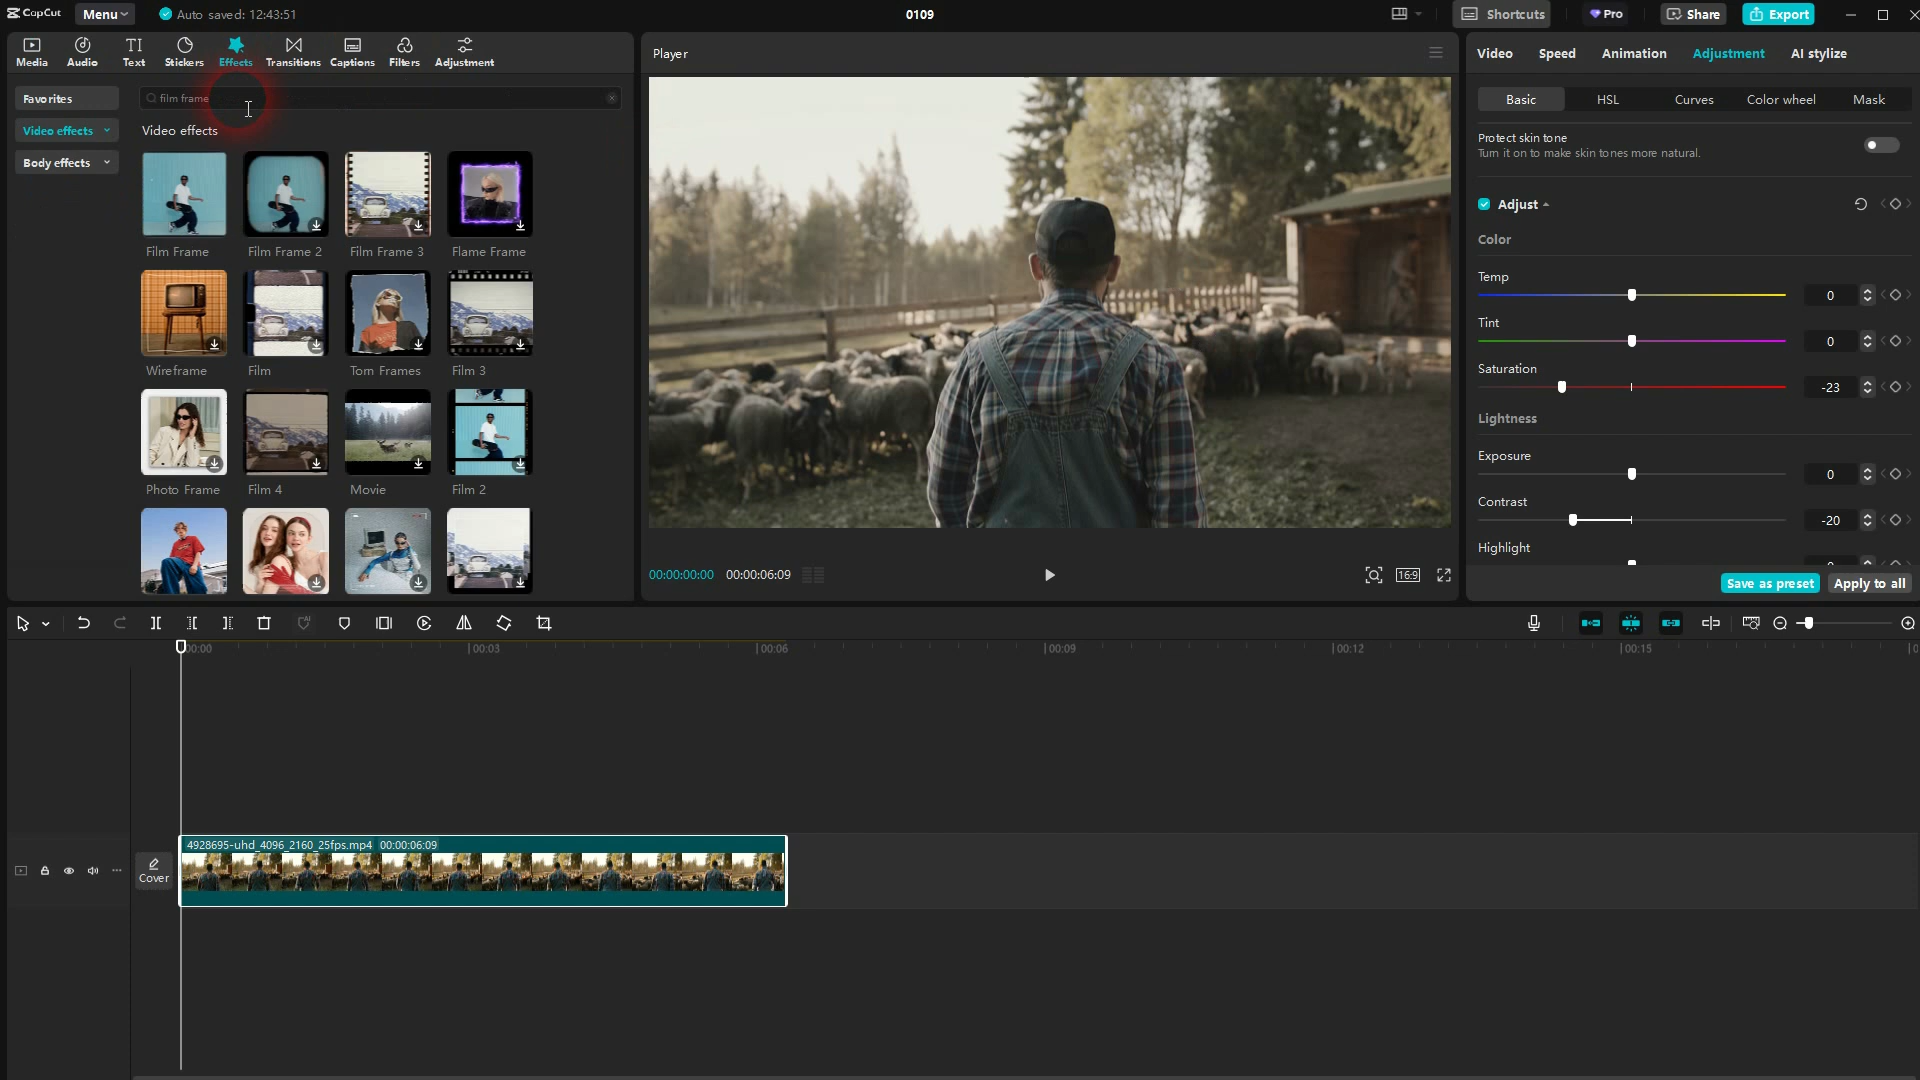 CapCut
Menu
Auto saved: 12:43:51
0109
Shortcuts
Pro
Share
Export
Media
Audio
TI
Text
Stickers
Effects
Transitions
Captions
Filters
Adjustment
Player
Video
Speed
Animation
Adjustment
AI stylize
Favorites
Video effects
Body effects
film frame
Video effects
Film Frame
Film Frame 2
Film Frame 3
Flame Frame
Wireframe
Film
Torn Frames
Film 3
Photo Frame
Film 4
Movie
Film 2
Basic
HSL
Curves
Color wheel
Mask
Protect skin tone
Turn it on to make skin tones more natural.
Adjust
Color
Temp
0
Tint
0
Saturation
-23
Lightness
Exposure
0
Contrast
-20
Highlight
0
Save as preset
Apply to all
00:00:00:00
00:00:06:09
16:9
00:00
00:03
00:06
00:09
00:12
00:15
4928695-uhd_4096_2160_25fps.mp4 00:00:06:09
Cover